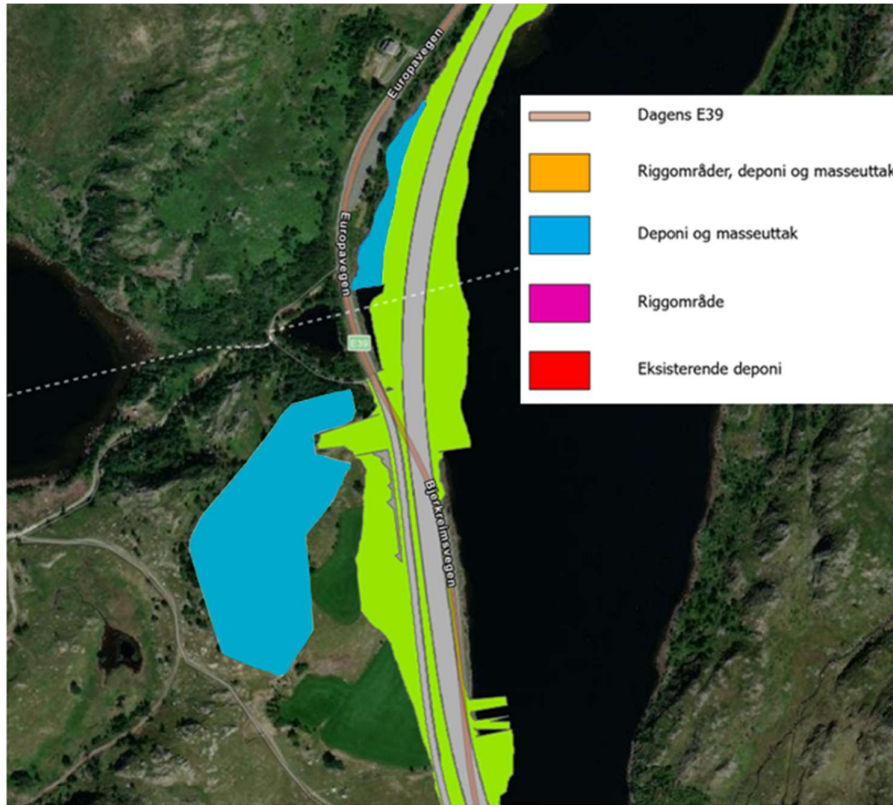 Europavegen
Dagens E39
Riggområder, deponi og masseuttak
Deponi og masseuttak
Europavegen
Riggområde
E39
Eksisterende deponi
Bjerkreimsvegen